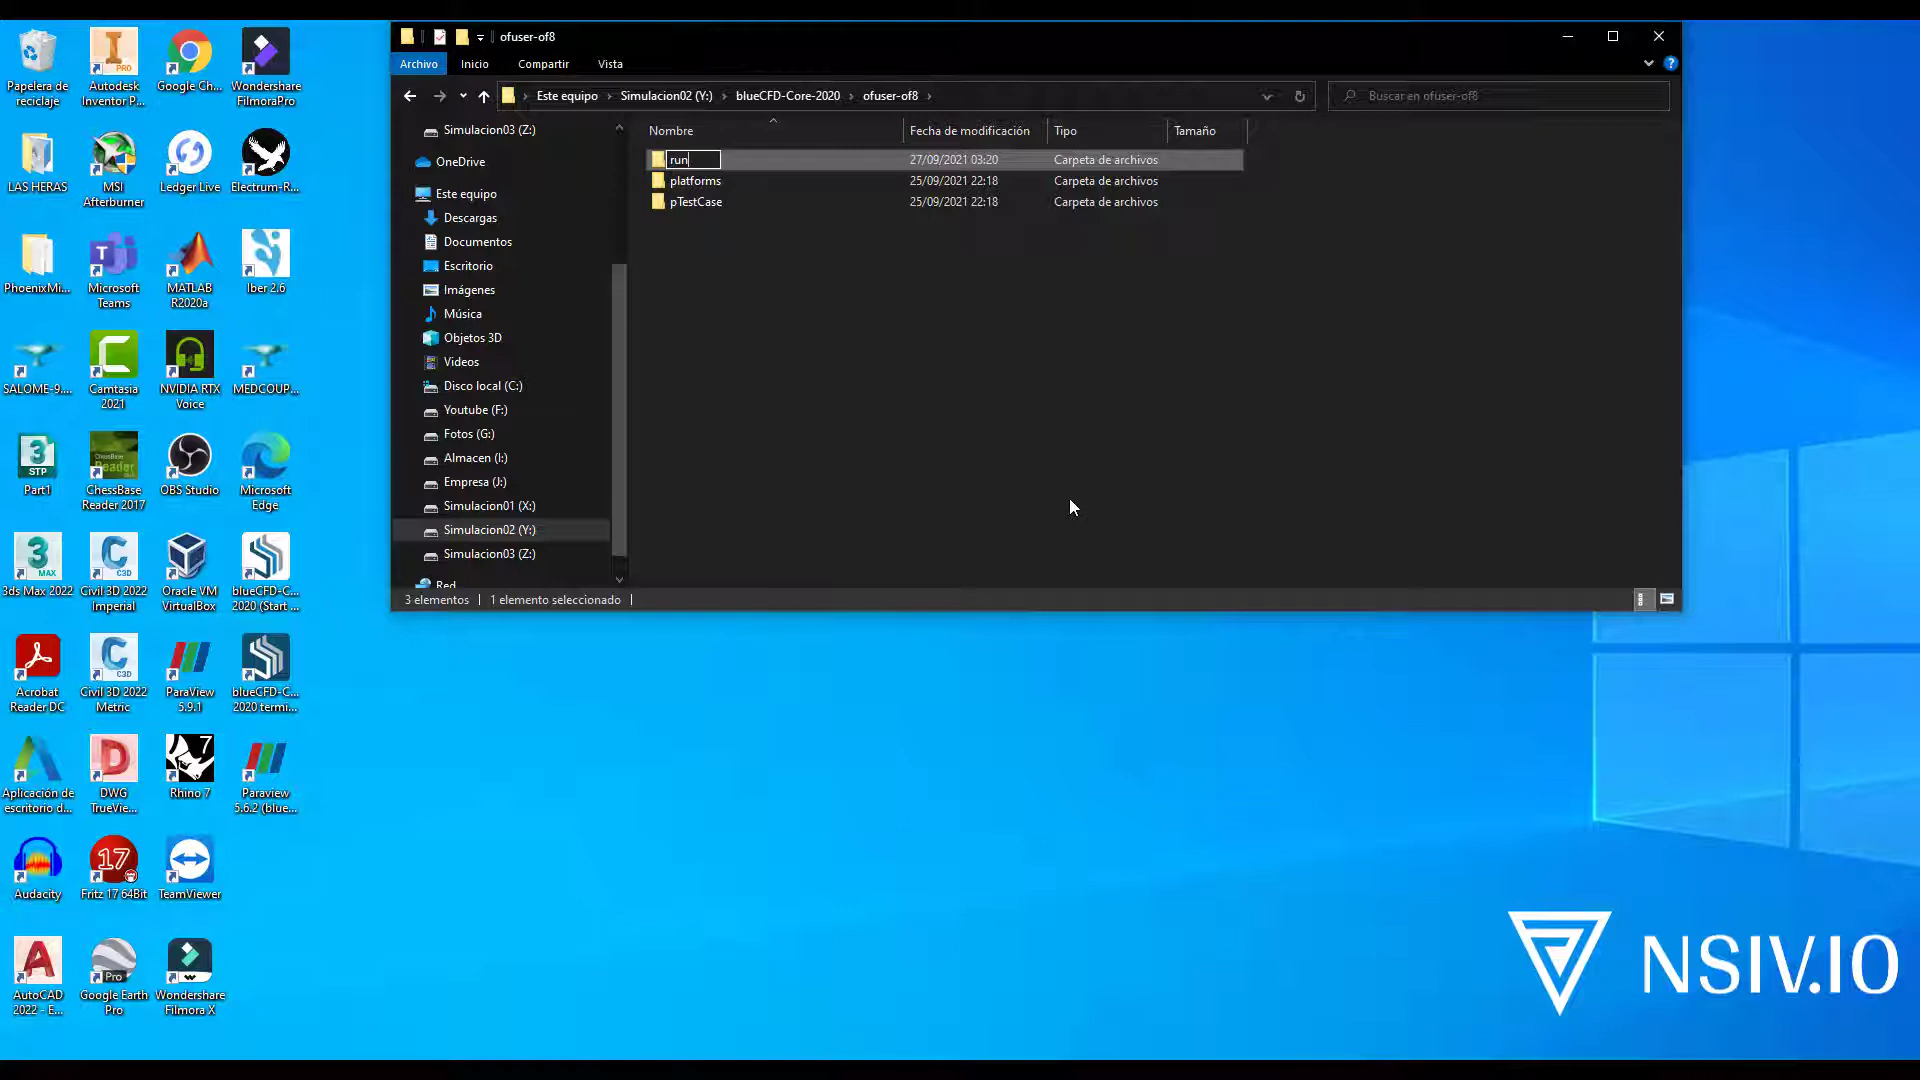 Papelera de
reciclaje
Autodesk
Inventor P...
Google Ch...
Wondershare
FilmoraPro
LAS HERAS
MSI
Afterburner
Ledger Live
Electrum-R...
PhoenixMi...
Microsoft
Teams
MATLAB
R2020a
Iber 2.6
SALOME-9....
Camtasia
2021
NVIDIA RTX
Voice
MEDCOUP...
Part1
ChessBase
Reader 2017
OBS Studio
Microsoft
Edge
3ds Max 2022
Civil 3D 2022
Imperial
Oracle VM
VirtualBox
blueCFD-C...
2020 (Start ...
Acrobat
Reader DC
Civil 3D 2022
Metric
ParaView
5.9.1
blueCFD-C...
2020 termi...
Aplicación de
escritorio d...
DWG
TrueVie...
Rhino 7
Paraview
5.6.2 (blue...
Audacity
Fritz 17 64Bit
TeamViewer
AutoCAD
2022 - E...
Google Earth
Pro
Wondershare
Filmora X
ofuser-of8
Archivo Inicio Compartir Vista
Este equipo > Simulacion02 (Y:) > blueCFD-Core-2020 > ofuser-of8 >
Buscar en ofuser-of8
Simulacion03 (Z:)
OneDrive
Este equipo
Descargas
Documentos
Escritorio
Imágenes
Música
Objetos 3D
Videos
Disco local (C:)
Youtube (F:)
Fotos (G:)
Almacen (I:)
Empresa (J:)
Simulacion01 (X:)
Simulacion02 (Y:)
Simulacion03 (Z:)
Red
Nombre Fecha de modificación Tipo Tamaño
run 27/09/2021 03:20 Carpeta de archivos
platforms 25/09/2021 22:18 Carpeta de archivos
pTestCase 25/09/2021 22:18 Carpeta de archivos
3 elementos | 1 elemento seleccionado |
NSIV.IO